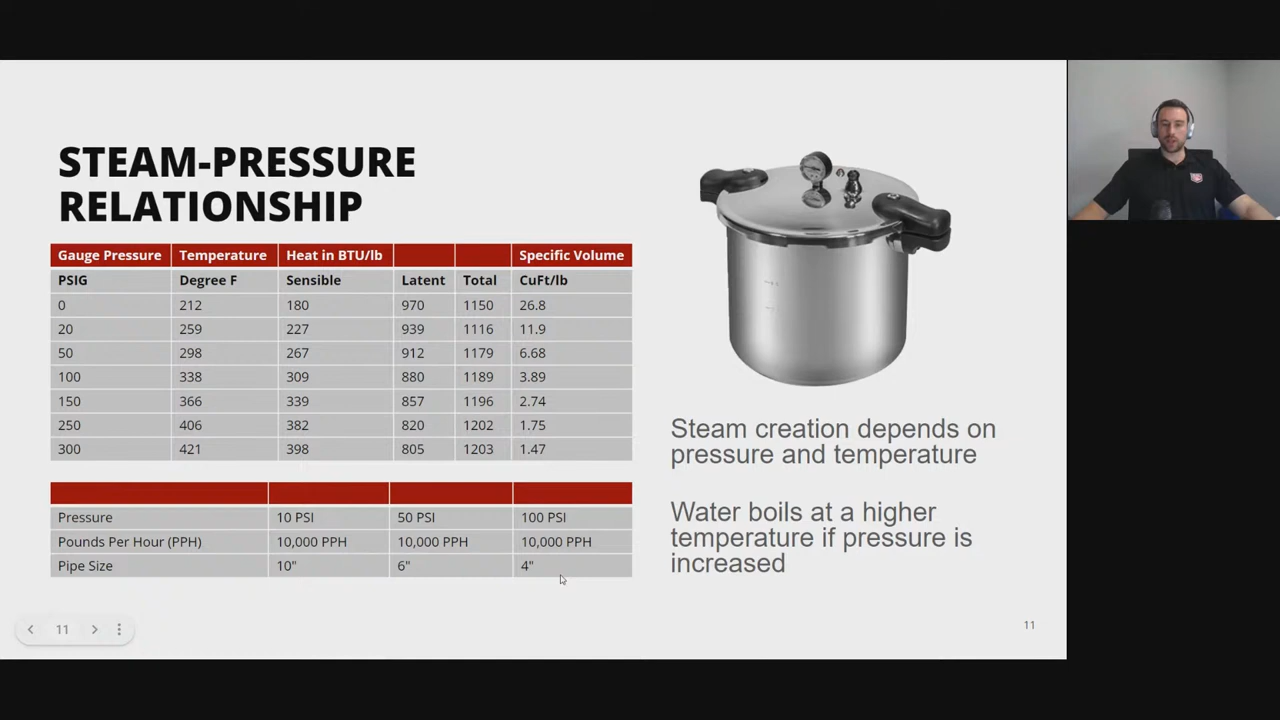 STEAM-PRESSURE
RELATIONSHIP
Gauge Pressure Temperature Heat in BTU/lb Specific Volume
PSIG Degree F Sensible Latent Total CuFt/lb
0 212 180 970 1150 26.8
20 259 227 939 1116 11.9
50 298 267 912 1179 6.68
100 338 309 880 1189 3.89
150 366 339 857 1196 2.74
250 406 382 820 1202 1.75
300 421 398 805 1203 1.47
Pressure 10 PSI 50 PSI 100 PSI
Pounds Per Hour (PPH) 10,000 PPH 10,000 PPH 10,000 PPH
Pipe Size 10" 6" 4"
Steam creation depends on
pressure and temperature
Water boils at a higher
temperature if pressure is
increased
11
11